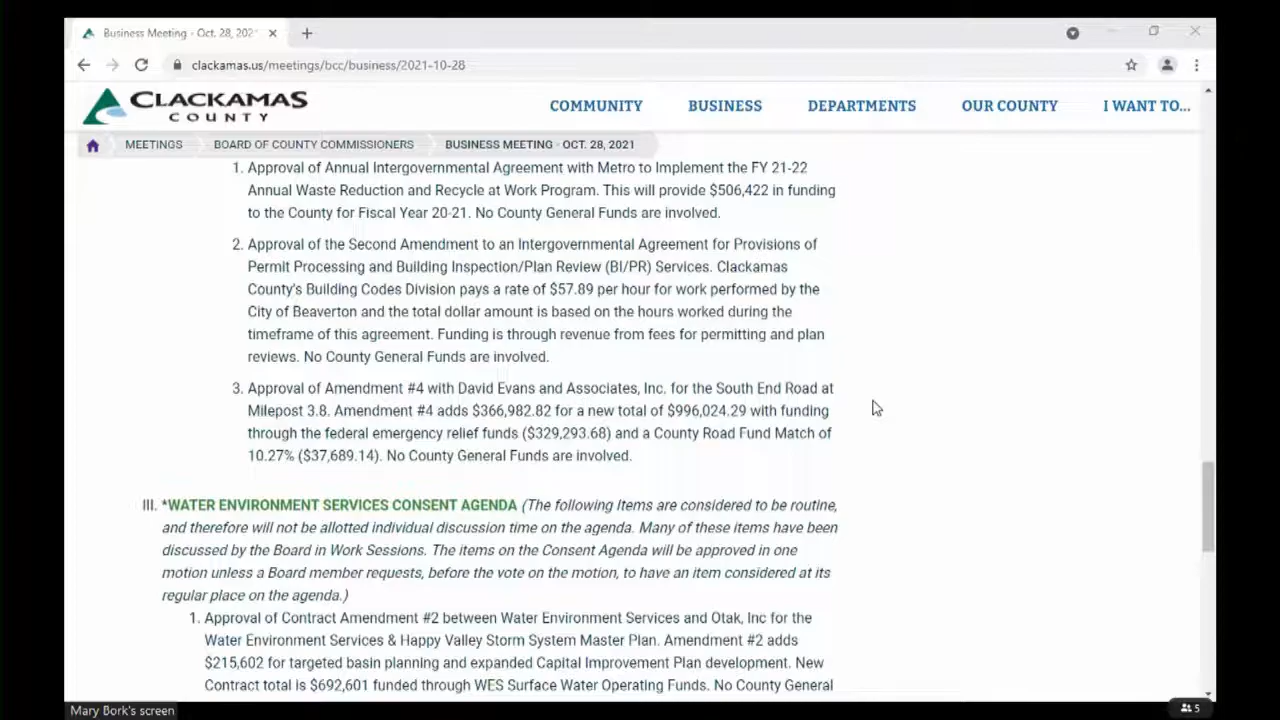 Business Meeting - Oct. 28, 202
clackamas.us/meetings/bcc/business/2021-10-28
CLACKAMAS
COUNTY
COMMUNITY BUSINESS DEPARTMENTS OUR COUNTY I WANT TO...
MEETINGS BOARD OF COUNTY COMMISSIONERS BUSINESS MEETING - OCT. 28, 2021
1. Approval of Annual Intergovernmental Agreement with Metro to Implement the FY 21-22
Annual Waste Reduction and Recycle at Work Program. This will provide $506,422 in funding
to the County for Fiscal Year 20-21. No County General Funds are involved.
2. Approval of the Second Amendment to an Intergovernmental Agreement for Provisions of
Permit Processing and Building Inspection/Plan Review (BI/PR) Services. Clackamas
County's Building Codes Division pays a rate of $57.89 per hour for work performed by the
City of Beaverton and the total dollar amount is based on the hours worked during the
timeframe of this agreement. Funding is through revenue from fees for permitting and plan
reviews. No County General Funds are involved.
3. Approval of Amendment #4 with David Evans and Associates, Inc. for the South End Road at
Milepost 3.8. Amendment #4 adds $366,982.82 for a new total of $996,024.29 with funding
through the federal emergency relief funds ($329,293.68) and a County Road Fund Match of
10.27% ($37,689.14). No County General Funds are involved.
III. *WATER ENVIRONMENT SERVICES CONSENT AGENDA (The following Items are considered to be routine,
and therefore will not be allotted individual discussion time on the agenda. Many of these items have been
discussed by the Board in Work Sessions. The items on the Consent Agenda will be approved in one
motion unless a Board member requests, before the vote on the motion, to have an item considered at its
regular place on the agenda.)
1. Approval of Contract Amendment #2 between Water Environment Services and Otak, Inc for the
Water Environment Services & Happy Valley Storm System Master Plan. Amendment #2 adds
$215,602 for targeted basin planning and expanded Capital Improvement Plan development. New
Contract total is $692,601 funded through WES Surface Water Operating Funds. No County General
Mary Bork's screen
5